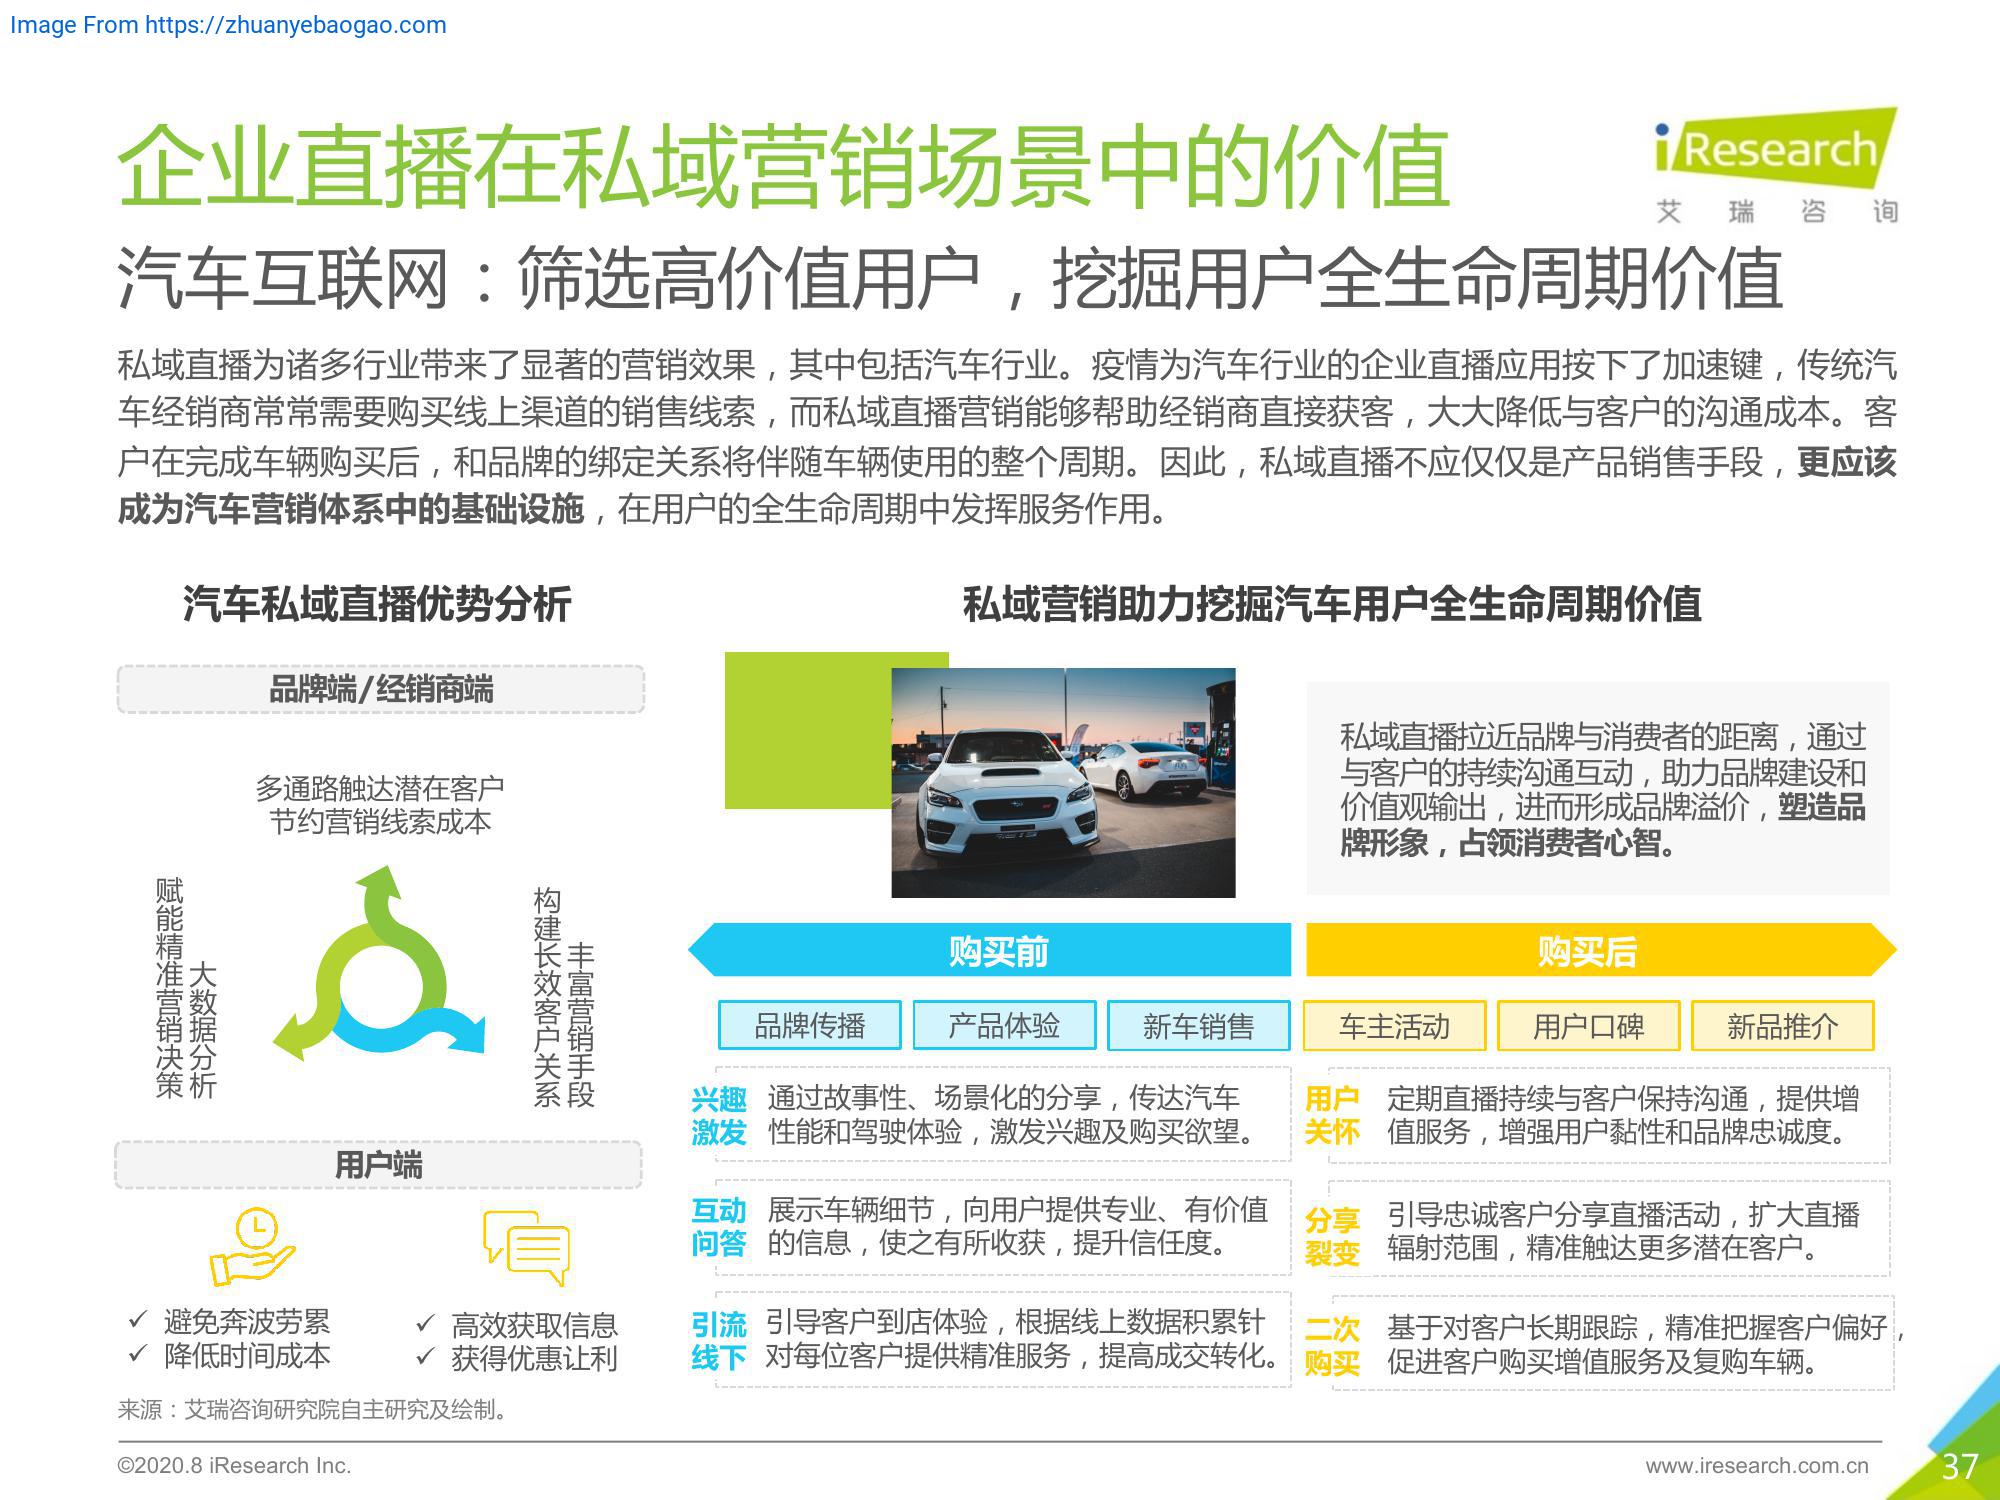 Image From https://zhuanyebaogao.com
企业直播在私域营销场景中的价值
iResearch
艾瑞咨询
汽车互联网：筛选高价值用户，挖掘用户全生命周期价值
私域直播为诸多行业带来了显著的营销效果，其中包括汽车行业。疫情为汽车行业的企业直播应用按下了加速键，传统汽
车经销商常常需要购买线上渠道的销售线索，而私域直播营销能够帮助经销商直接获客，大大降低与客户的沟通成本。客
户在完成车辆购买后，和品牌的绑定关系将伴随车辆使用的整个周期。因此，私域直播不应仅仅是产品销售手段，更应该
成为汽车营销体系中的基础设施，在用户的全生命周期中发挥服务作用。
汽车私域直播优势分析
品牌端/经销商端
多通路触达潜在客户
节约营销线索成本
赋能精准营销决策
大数据分析
构建长效客户关系
丰富营销手段
用户端
✓ 避免奔波劳累
✓ 降低时间成本
✓ 高效获取信息
✓ 获得优惠让利
私域营销助力挖掘汽车用户全生命周期价值
私域直播拉近品牌与消费者的距离，通过
与客户的持续沟通互动，助力品牌建设和
价值观输出，进而形成品牌溢价，塑造品
牌形象，占领消费者心智。
购买前
品牌传播
产品体验
新车销售
兴趣
激发
通过故事性、场景化的分享，传达汽车
性能和驾驶体验，激发兴趣及购买欲望。
互动
问答
展示车辆细节，向用户提供专业、有价值
的信息，使之有所收获，提升信任度。
引流
线下
引导客户到店体验，根据线上数据积累针
对每位客户提供精准服务，提高成交转化。
购买后
车主活动
用户口碑
新品推介
用户
关怀
定期直播持续与客户保持沟通，提供增
值服务，增强用户黏性和品牌忠诚度。
分享
裂变
引导忠诚客户分享直播活动，扩大直播
辐射范围，精准触达更多潜在客户。
二次
购买
基于对客户长期跟踪，精准把握客户偏好，
促进客户购买增值服务及复购车辆。
来源：艾瑞咨询研究院自主研究及绘制。
©2020.8 iResearch Inc.
www.iresearch.com.cn
37